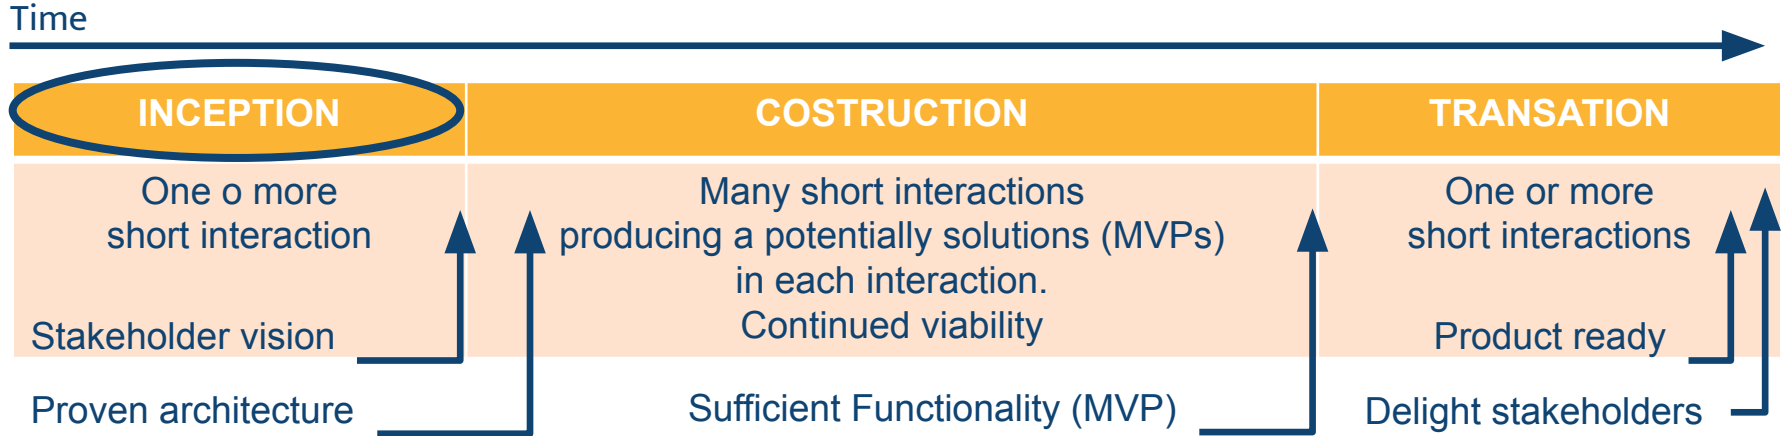 Time
INCEPTION
COSTRUCTION
TRANSATION
One o more
short interaction
Many short interactions
producing a potentially solutions (MVPs)
in each interaction.
Continued viability
One or more
short interactions
Stakeholder vision
Product ready
Proven architecture
Sufficient Functionality (MVP)
Delight stakeholders